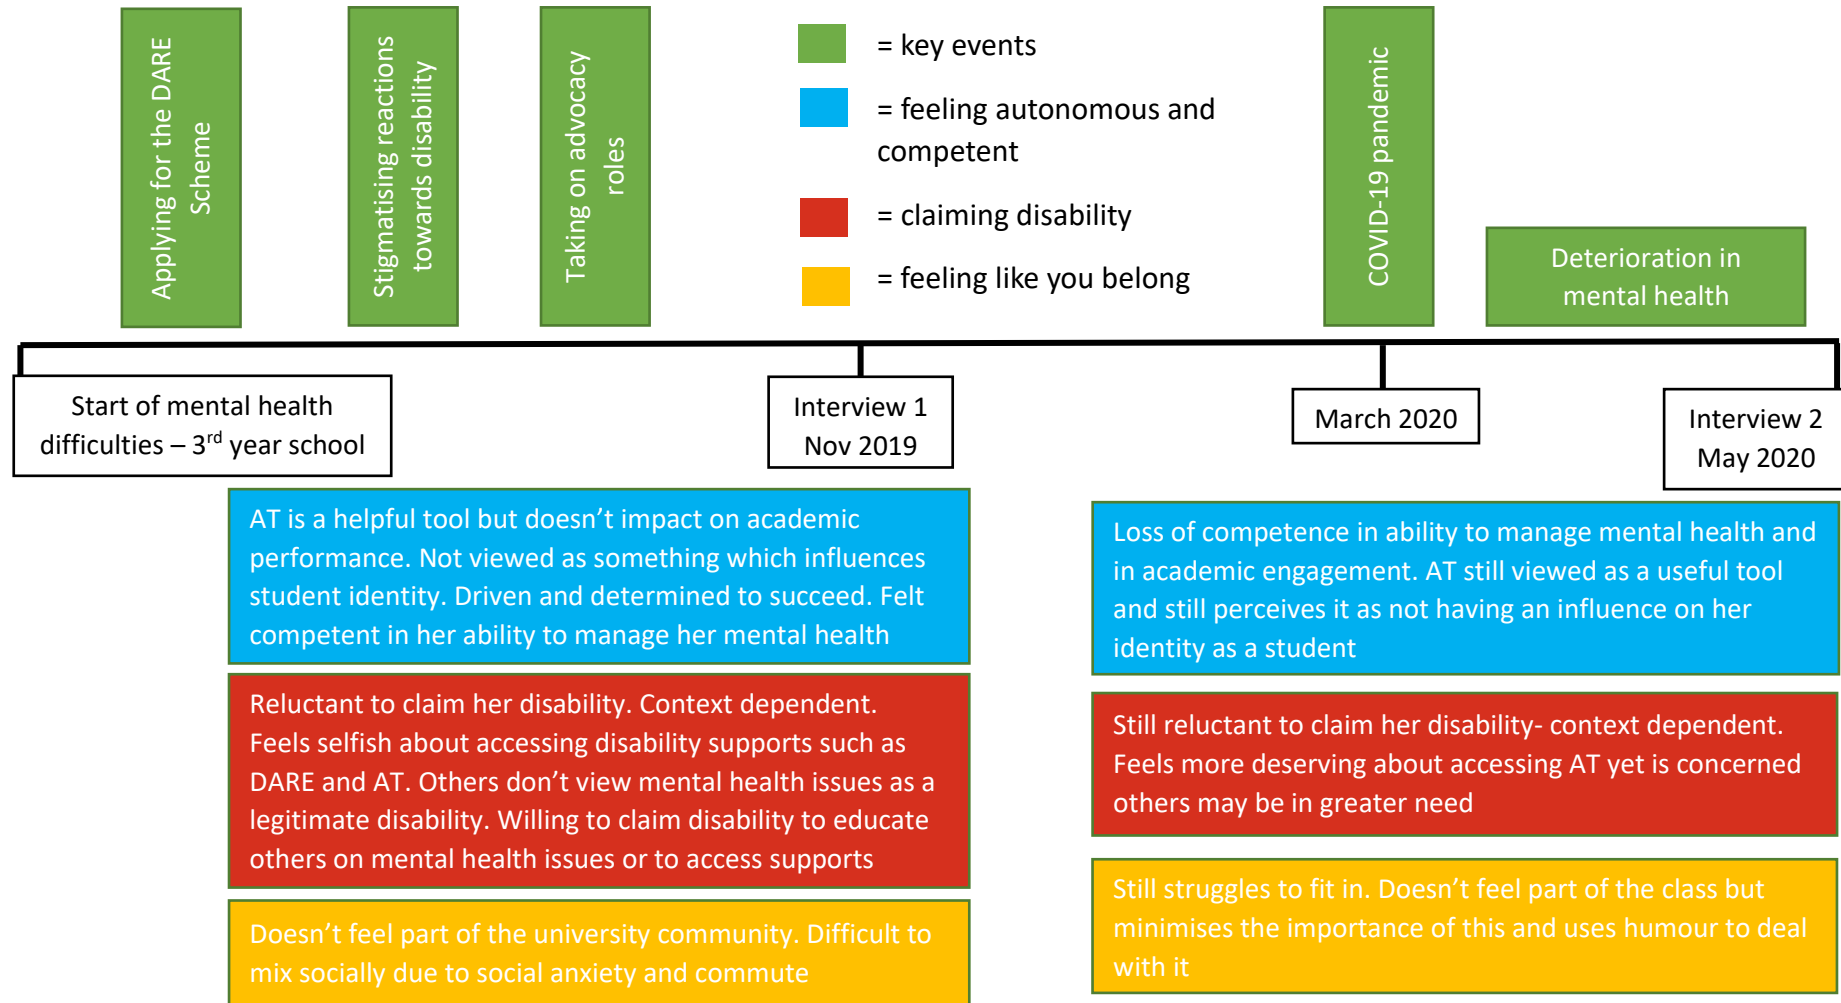 Applying for the DARE
Scheme
Stigmatising reactions
towards disability
Taking on advocacy
roles
= key events
= feeling autonomous and
competent
= claiming disability
= feeling like you belong
COVID-19 pandemic
Deterioration in
mental health
Start of mental health
difficulties – 3rd year school
Interview 1
Nov 2019
March 2020
Interview 2
May 2020
AT is a helpful tool but doesn’t impact on academic
performance. Not viewed as something which influences
student identity. Driven and determined to succeed. Felt
competent in her ability to manage her mental health
Reluctant to claim her disability. Context dependent.
Feels selfish about accessing disability supports such as
DARE and AT. Others don’t view mental health issues as a
legitimate disability. Willing to claim disability to educate
others on mental health issues or to access supports
Doesn’t feel part of the university community. Difficult to
mix socially due to social anxiety and commute
Loss of competence in ability to manage mental health and
in academic engagement. AT still viewed as a useful tool
and still perceives it as not having an influence on her
identity as a student
Still reluctant to claim her disability- context dependent.
Feels more deserving about accessing AT yet is concerned
others may be in greater need
Still struggles to fit in. Doesn’t feel part of the class but
minimises the importance of this and uses humour to deal
with it